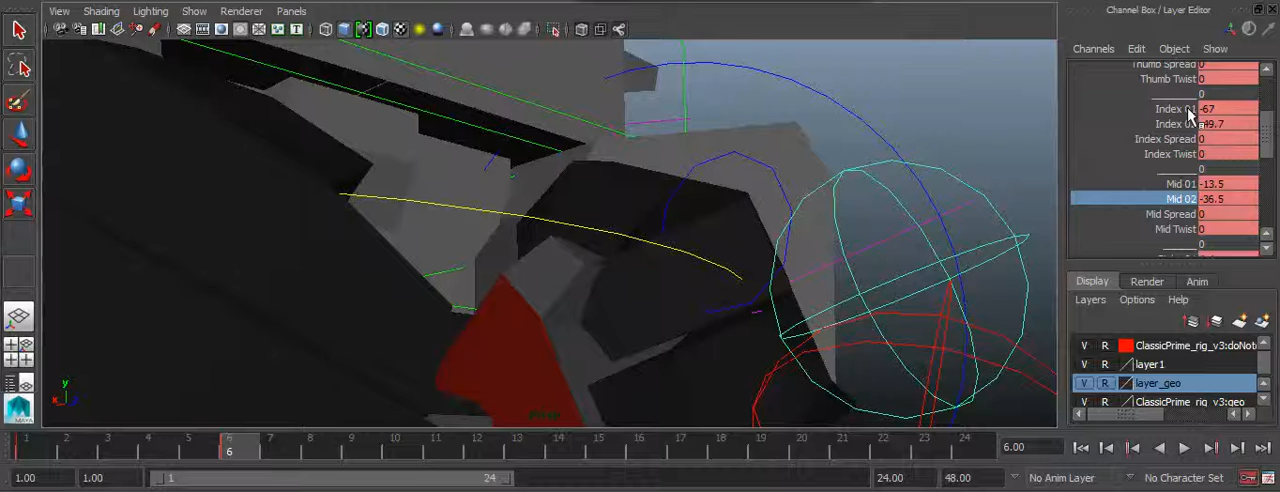 View Shading Lighting Show Renderer Panels
Channel Box / Layer Editor
Channels Edit Object Show
Thumb Spread 0
Thumb Twist 0
0
Index 01 -67
Index -49.7
Index Spread 0
Index Twist 0
0
Mid 01 -13.5
Mid 02 -36.5
Mid Spread 0
Mid Twist 0
0
Display Render Anim
Layers Options Help
V R ClassicPrime_rig_v3:doNot
V R layer1
V R layer_geo
V R ClassicPrime_rig_v3:geo
y
MAYA
1 2 3 4 5 6 7 8 9 10 11 12 13 14 15 16 17 18 19 20 21 22 23 24
6
6.00
1.00 1.00 1 24 24.00 48.00 No Anim Layer No Character Set